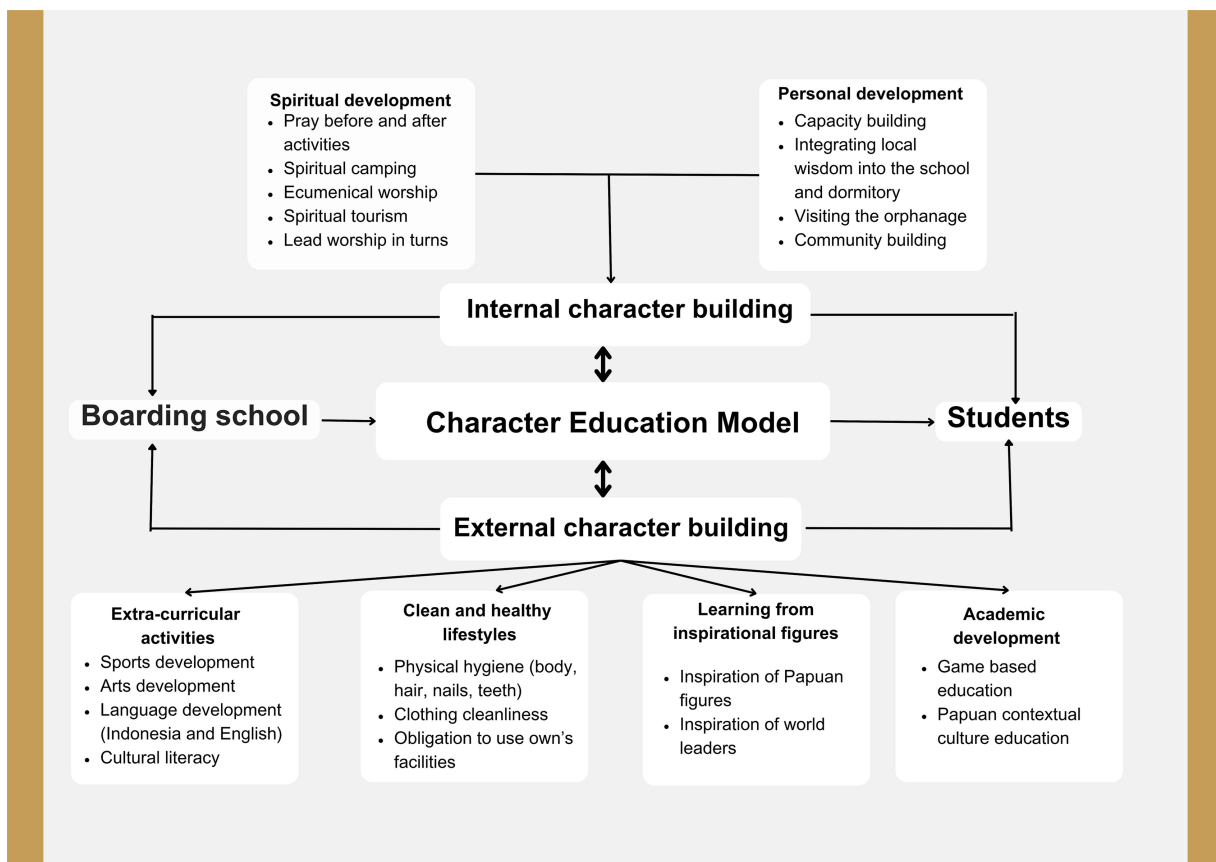 Spiritual development
• Pray before and after
activities
• Spiritual camping
• Ecumenical worship
• Spiritual tourism
• Lead worship in turns
Personal development
• Capacity building
• Integrating local
wisdom into the school
and dormitory
• Visiting the orphanage
• Community building
Internal character building
Boarding school
Character Education Model
Students
External character building
Extra-curricular
activities
• Sports development
• Arts development
• Language development
(Indonesia and English)
• Cultural literacy
Clean and healthy
lifestyles
• Physical hygiene (body,
hair, nails, teeth)
• Clothing cleanliness
• Obligation to use own's
facilities
Learning from
inspirational figures
• Inspiration of Papuan
figures
• Inspiration of world
leaders
Academic
development
• Game based
education
• Papuan contextual
culture education